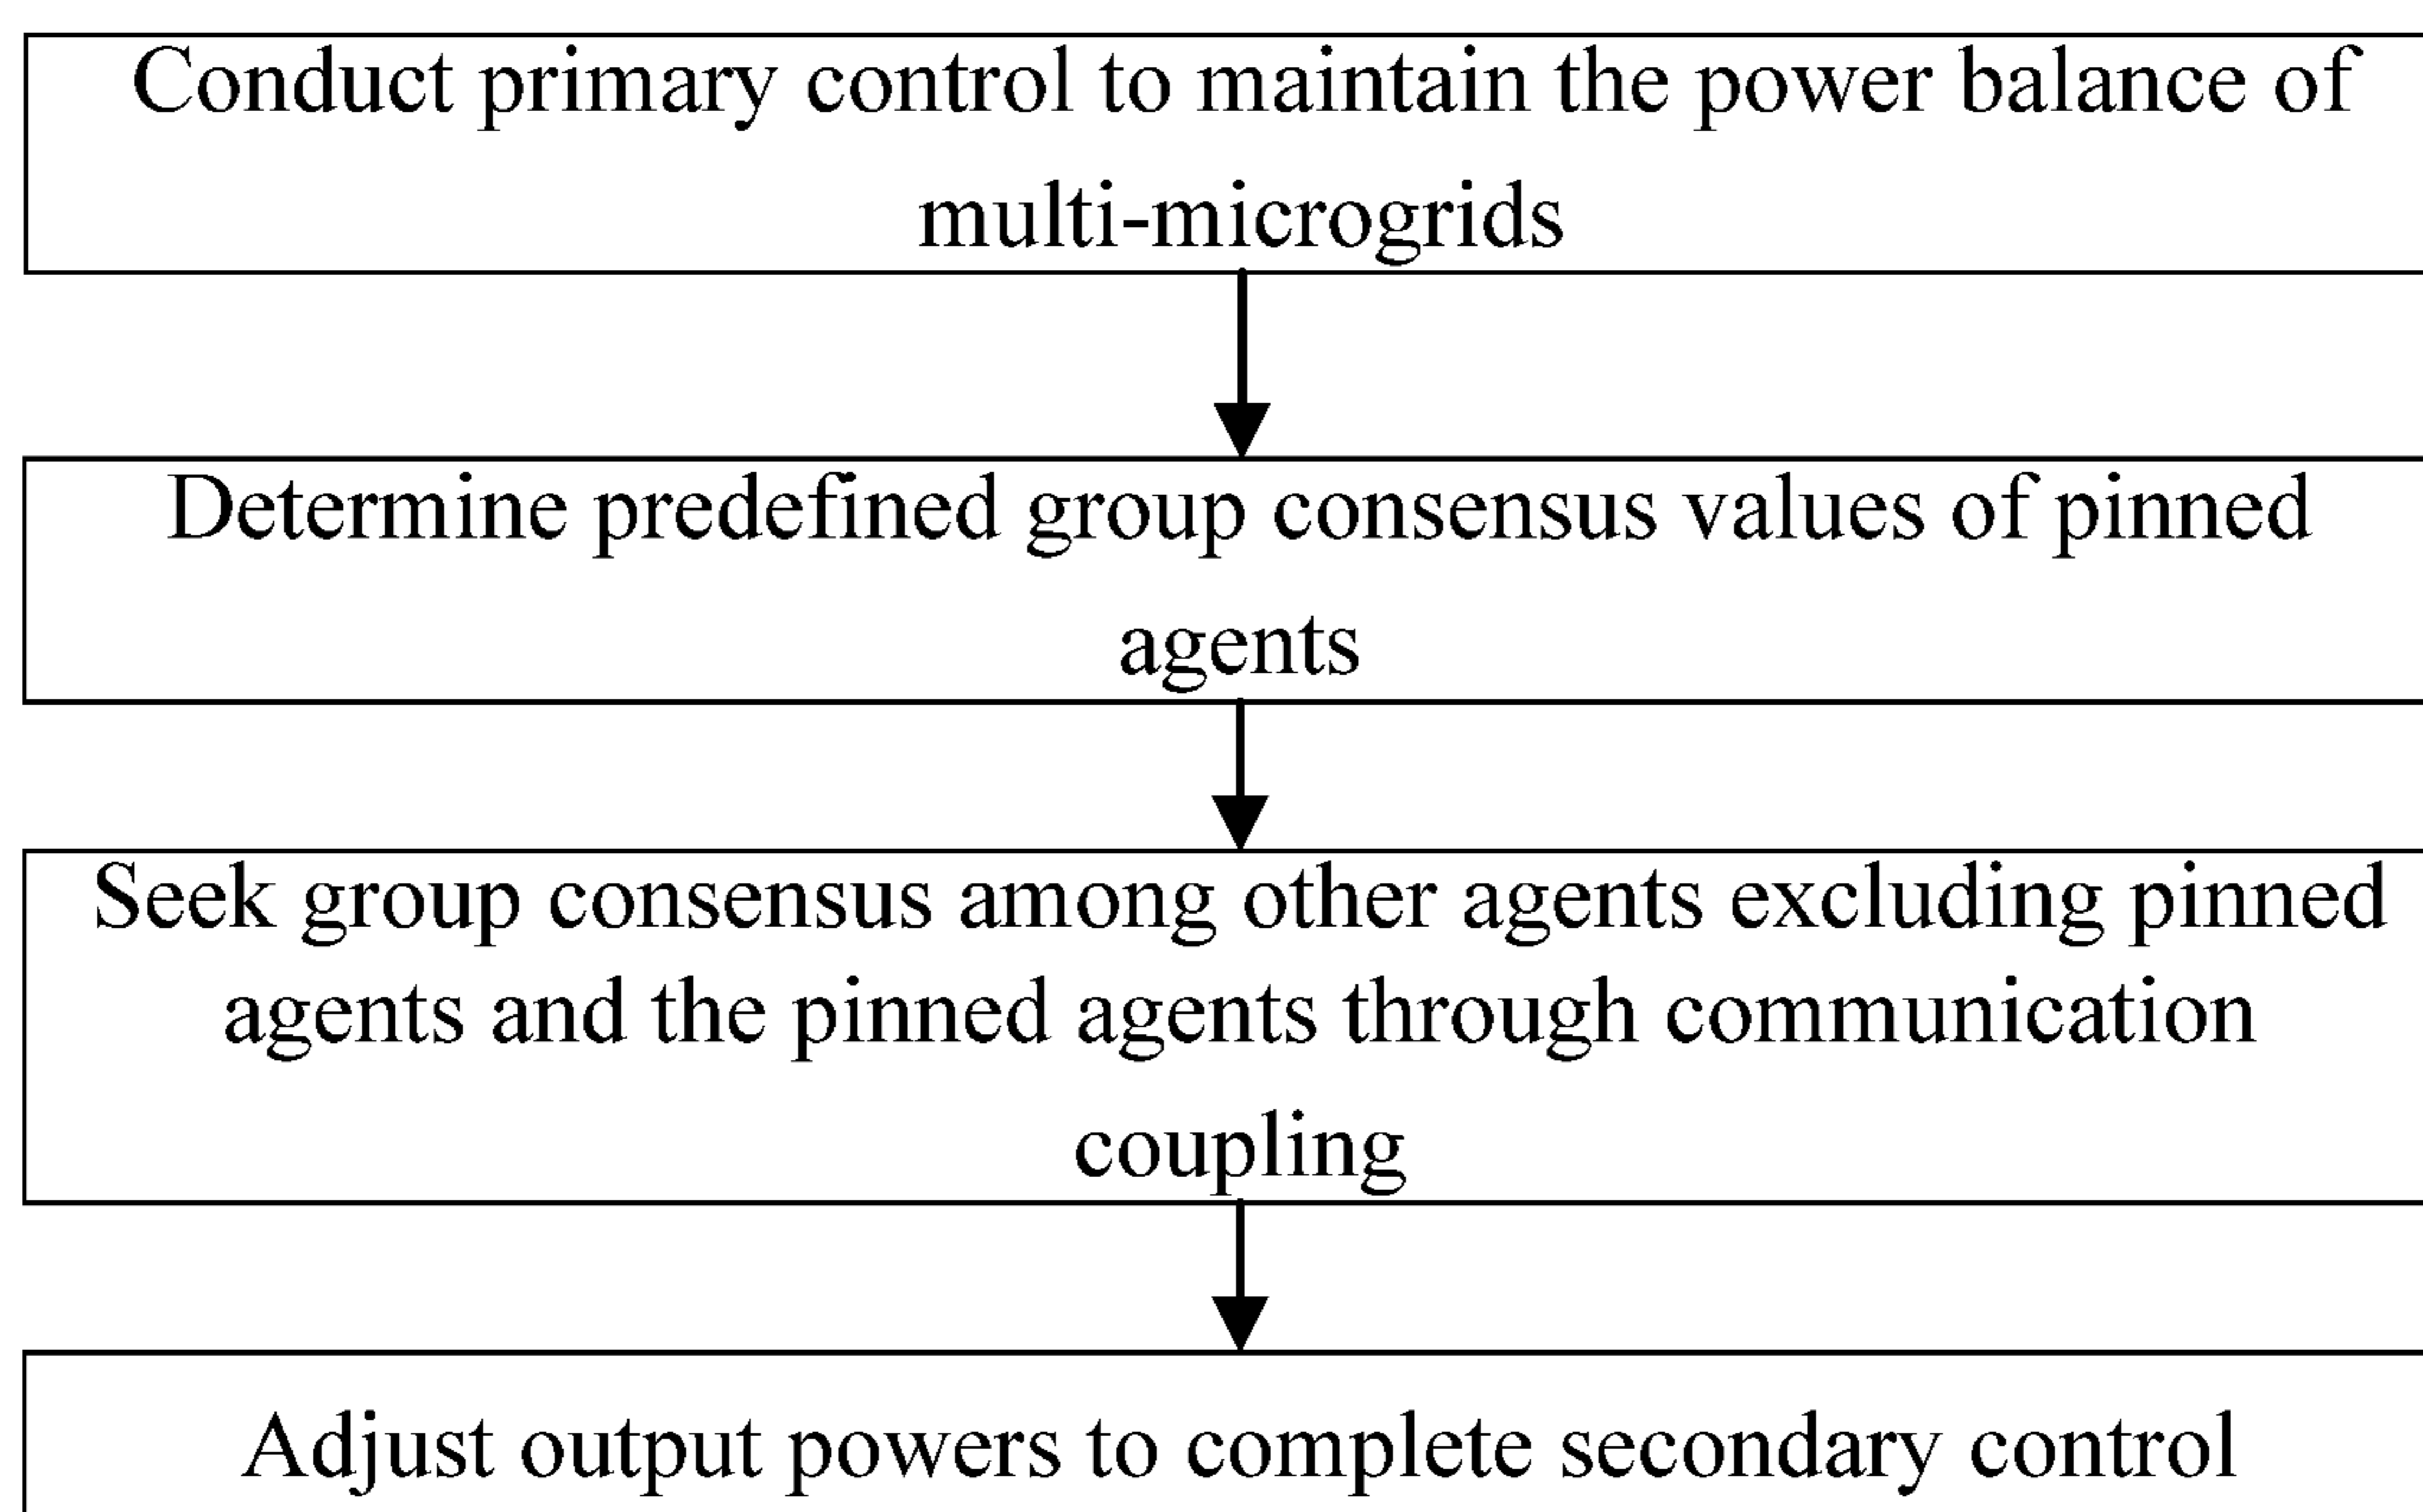 Conduct primary control to maintain the power balance of
multi-microgrids
Determine predefined group consensus values of pinned
agents
Seek group consensus among other agents excluding pinned
agents and the pinned agents through communication
coupling
Adjust output powers to complete secondary control